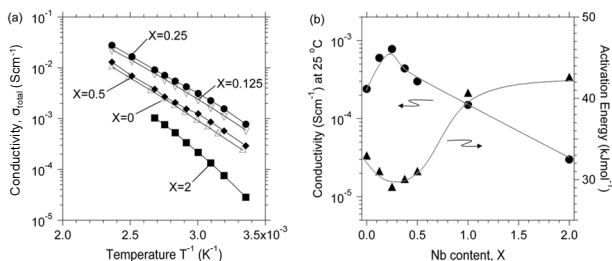 (a)
10⁻¹
10⁻²
10⁻³
10⁻⁴
10⁻⁵
Conductivity, σtotal (Scm⁻¹)
X=0.25
X=0.125
X=0.5
X=0
X=2
2.0 2.5 3.0 3.5x10⁻³
Temperature T⁻¹ (K⁻¹)
(b)
10⁻³
10⁻⁴
10⁻⁵
Conductivity (Scm⁻¹) at 25 °C
50
40
30
Activation Energy (kJmol⁻¹)
0.0 0.5 1.0 1.5 2.0
Nb content, X